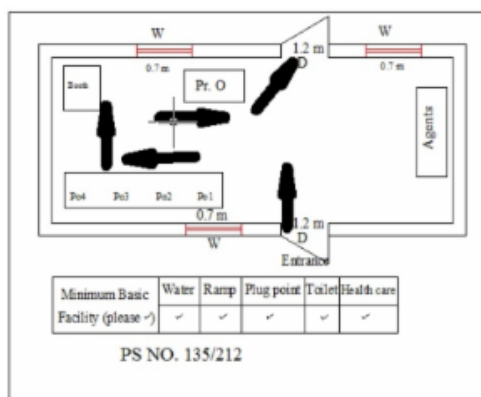 W
W
1.2 m
D
0.7 m
0.7 m
Booth
Pr. O
Agents
Po4 Po3 Po2 Po1
0.7 m
W
1.2 m
D
Entrance
Minimum Basic Facility (please ✓) Water Ramp Plug point Toilet Health care
✓ ✓ ✓ ✓ ✓
PS NO. 135/212